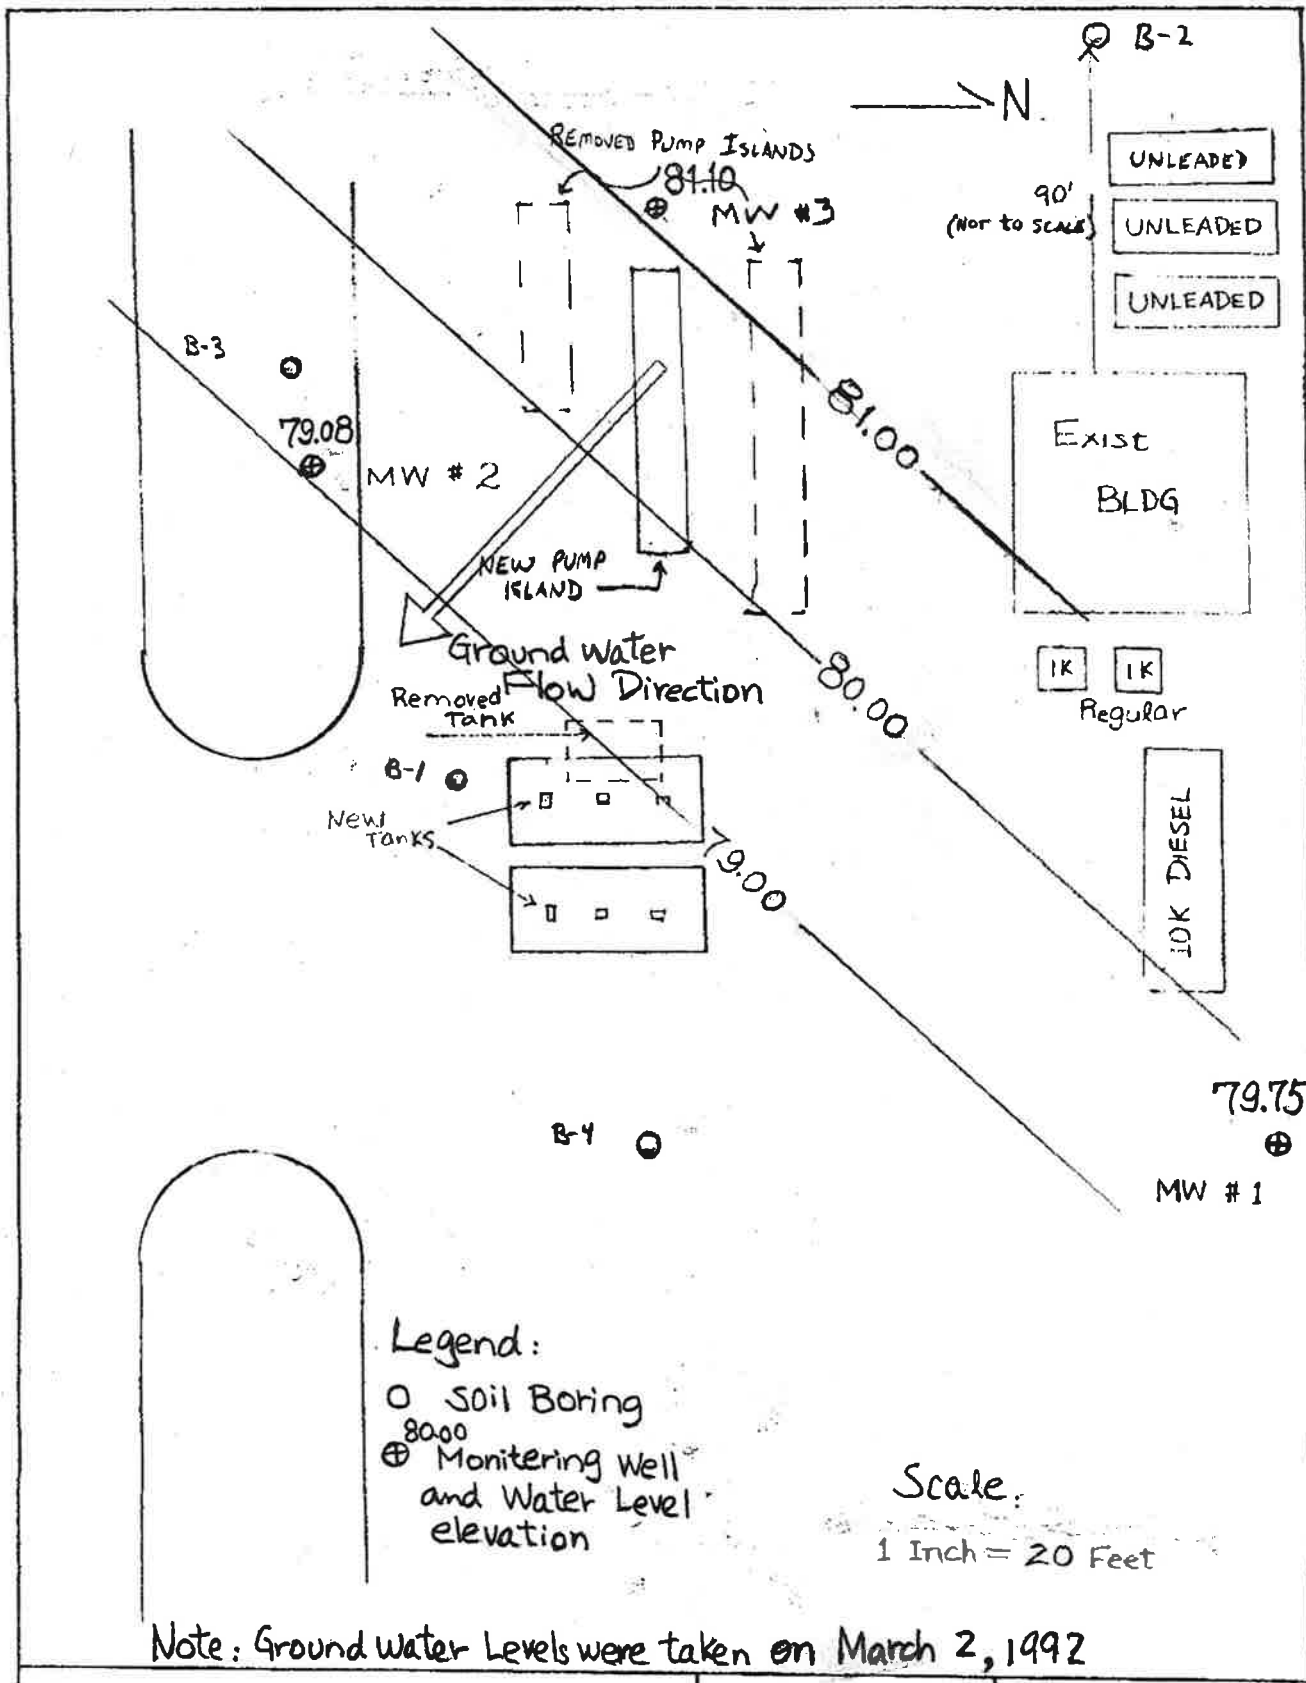 B-2
N.
REMOVED PUMP ISLANDS
81.10
MW #3
UNLEADED
90'
(NOT to SCALE)
UNLEADED
UNLEADED
B-3
79.08
MW # 2
81.00
Exist
BLDG
NEW PUMP
ISLAND
Ground Water
Flow Direction
Removed
Tank
80.00
1K
1K
Regular
B-1
New
Tanks
79.00
10K DIESEL
79.75
B-4
MW # 1
Legend:
Soil Boring
80.00
Monitering Well
and Water Level
elevation
Scale:
1 Inch = 20 Feet
Note: Ground Water Levels were taken on March 2, 1992